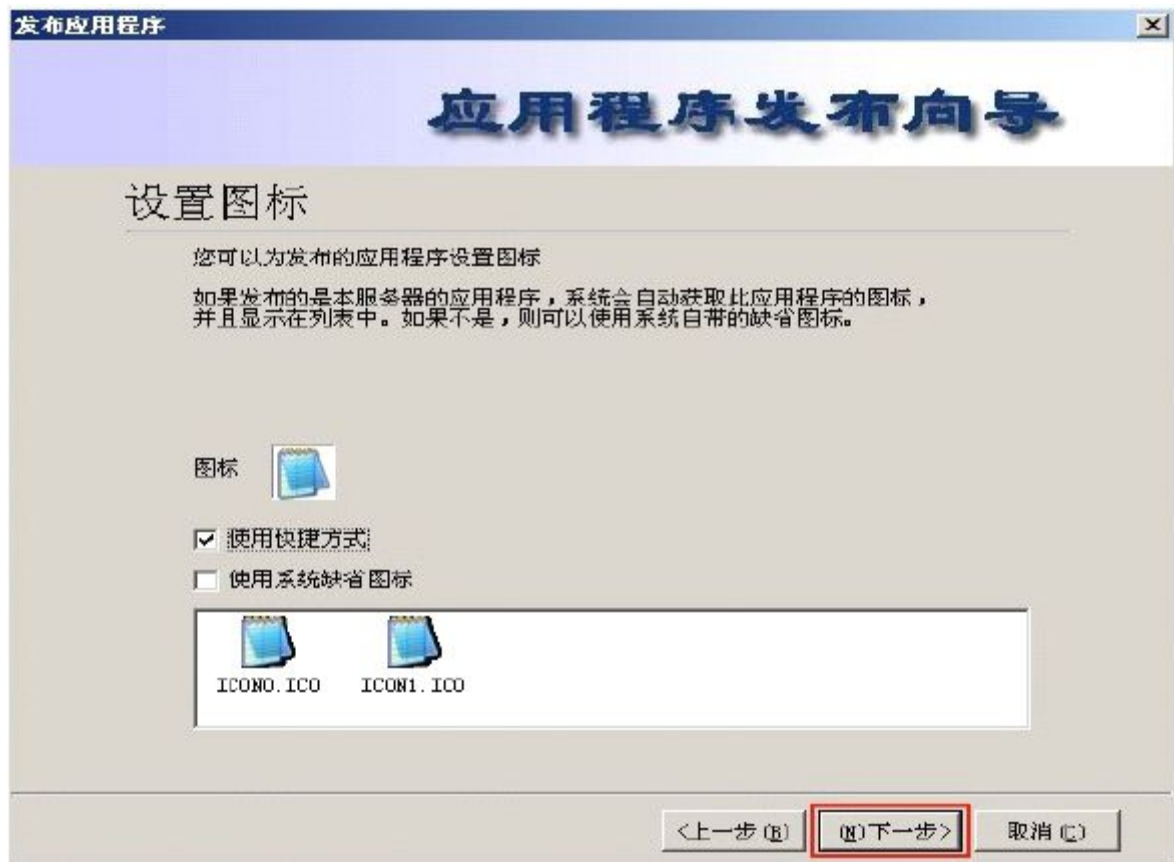 发布应用程序
应用程序发布向导
设置图标
您可以为发布的应用程序设置图标
如果发布的是本服务器的应用程序，系统会自动获取此应用程序的图标，
并且显示在列表中。如果不是，则可以使用系统自带的缺省图标。
图标
使用快捷方式
使用系统缺省图标
ICON0.ICO ICON1.ICO
<上一步(B) (N)下一步> 取消(C)